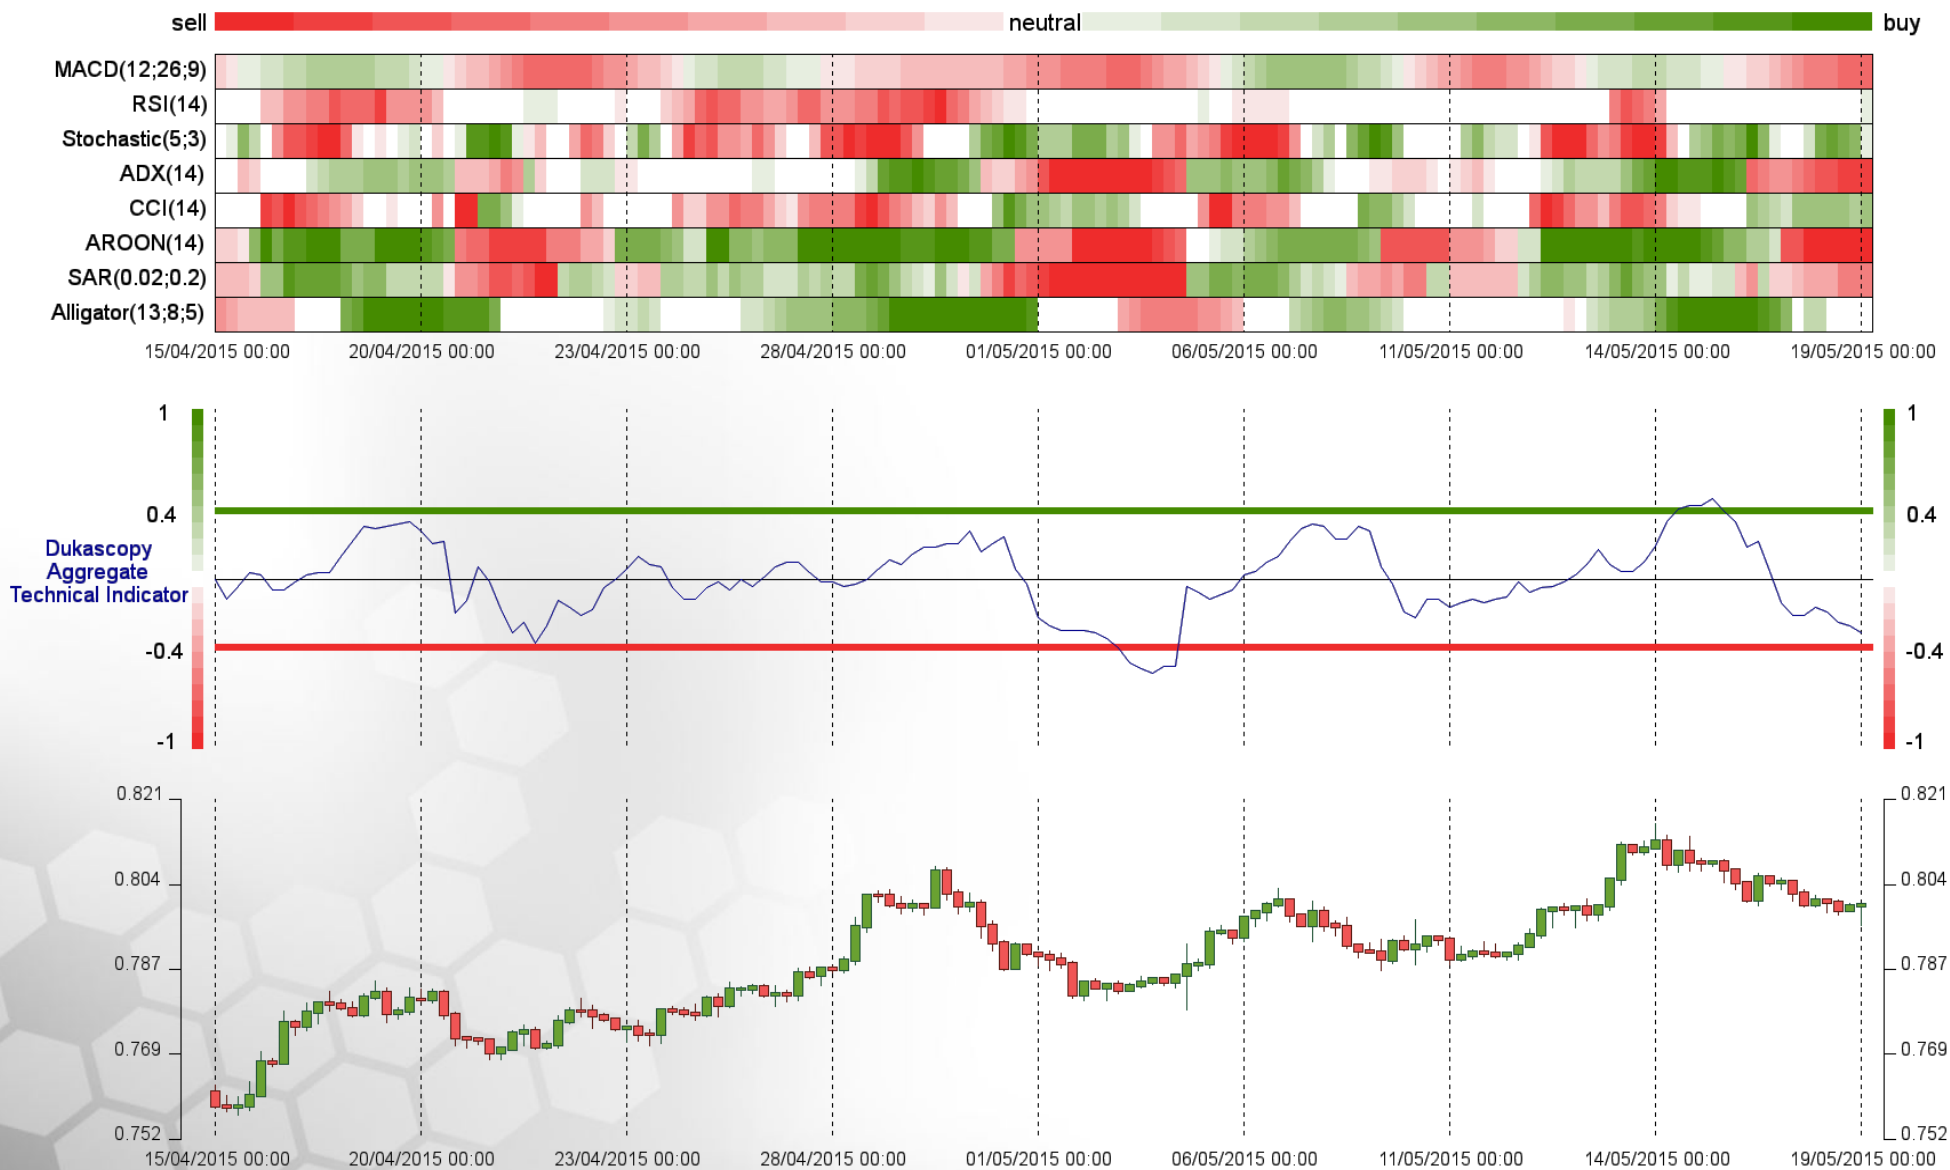 sell neutral buy
MACD(12;26;9)
RSI(14)
Stochastic(5;3)
ADX(14)
CCI(14)
AROON(14)
SAR(0.02;0.2)
Alligator(13;8;5)
15/04/2015 00:00 20/04/2015 00:00 23/04/2015 00:00 28/04/2015 00:00 01/05/2015 00:00 06/05/2015 00:00 11/05/2015 00:00 14/05/2015 00:00 19/05/2015 00:00
1 1
0.4 0.4
Dukascopy
Aggregate
Technical Indicator
-0.4 -0.4
-1 -1
0.821 0.821
0.804 0.804
0.787 0.787
0.769 0.769
0.752 0.752
15/04/2015 00:00 20/04/2015 00:00 23/04/2015 00:00 28/04/2015 00:00 01/05/2015 00:00 06/05/2015 00:00 11/05/2015 00:00 14/05/2015 00:00 19/05/2015 00:00